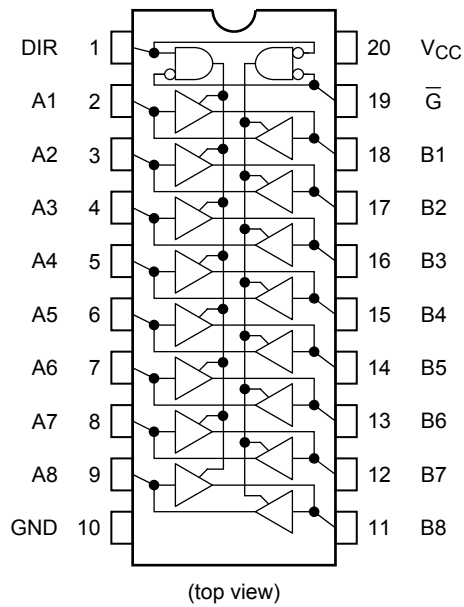 DIR 1 20 VCC
A1 2 19 G̅
A2 3 18 B1
A3 4 17 B2
A4 5 16 B3
A5 6 15 B4
A6 7 14 B5
A7 8 13 B6
A8 9 12 B7
GND 10 11 B8
(top view)